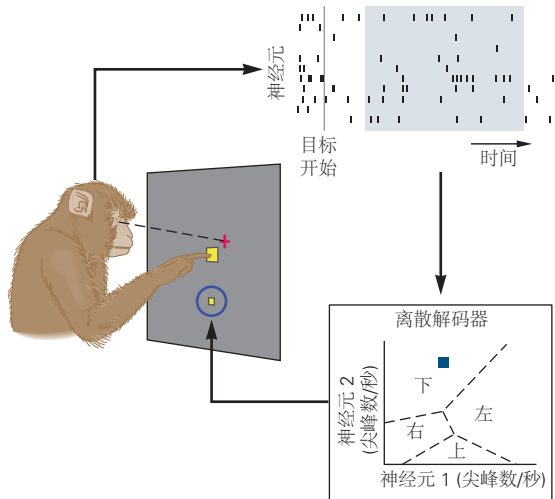 神经元
目标
开始
时间
离散解码器
神经元 2
(尖峰数/秒)
下
左
右
上
神经元 1 (尖峰数/秒)